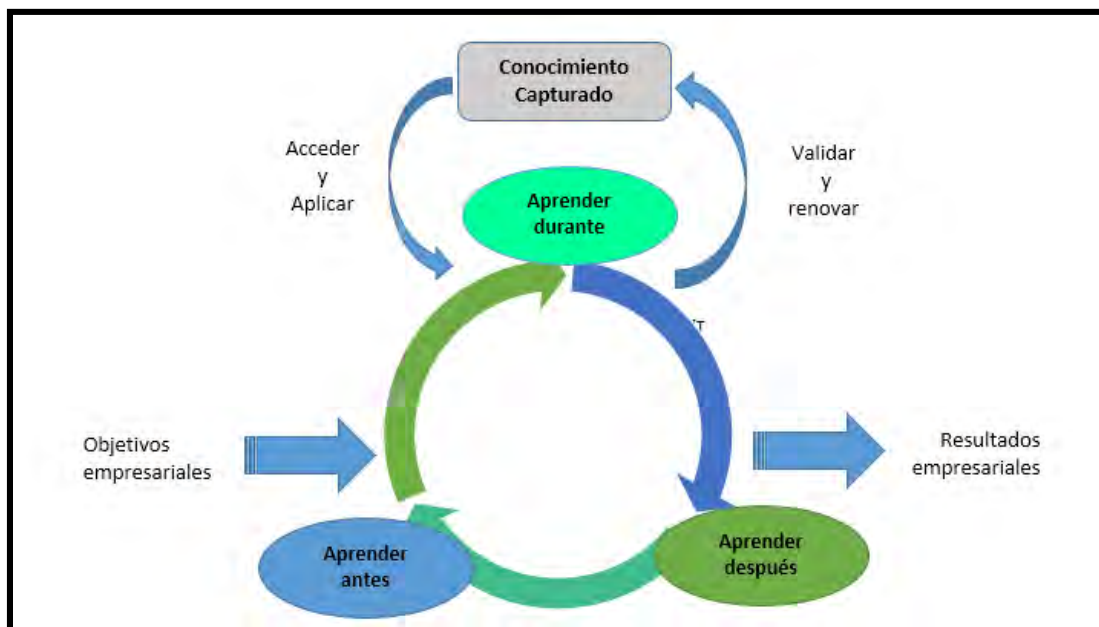 Conocimiento
Capturado
Acceder
y
Aplicar
Validar
y
renovar
Aprender
durante
Objetivos
empresariales
Resultados
empresariales
Aprender
antes
Aprender
después